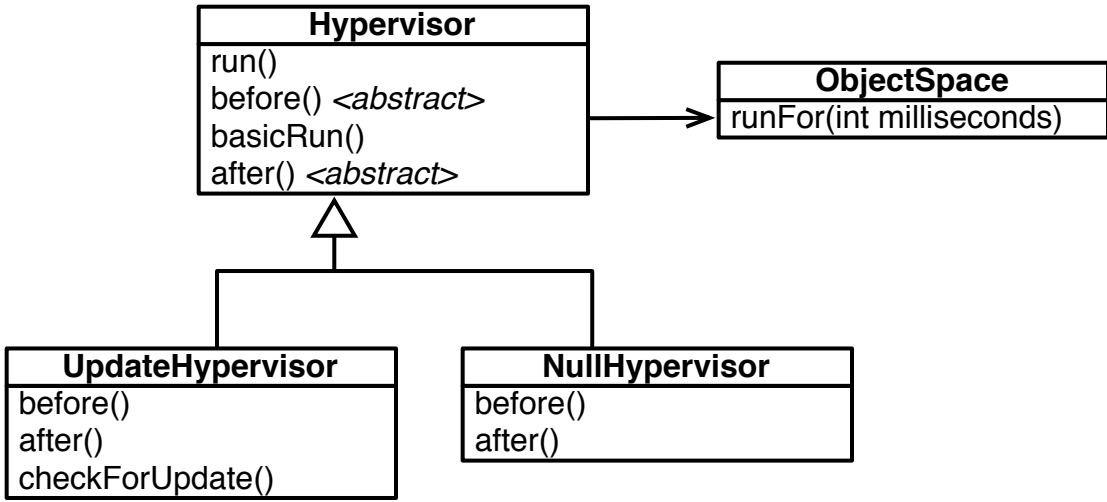 Hypervisor
run()
before() <abstract>
basicRun()
after() <abstract>
ObjectSpace
runFor(int milliseconds)
UpdateHypervisor
before()
after()
checkForUpdate()
NullHypervisor
before()
after()